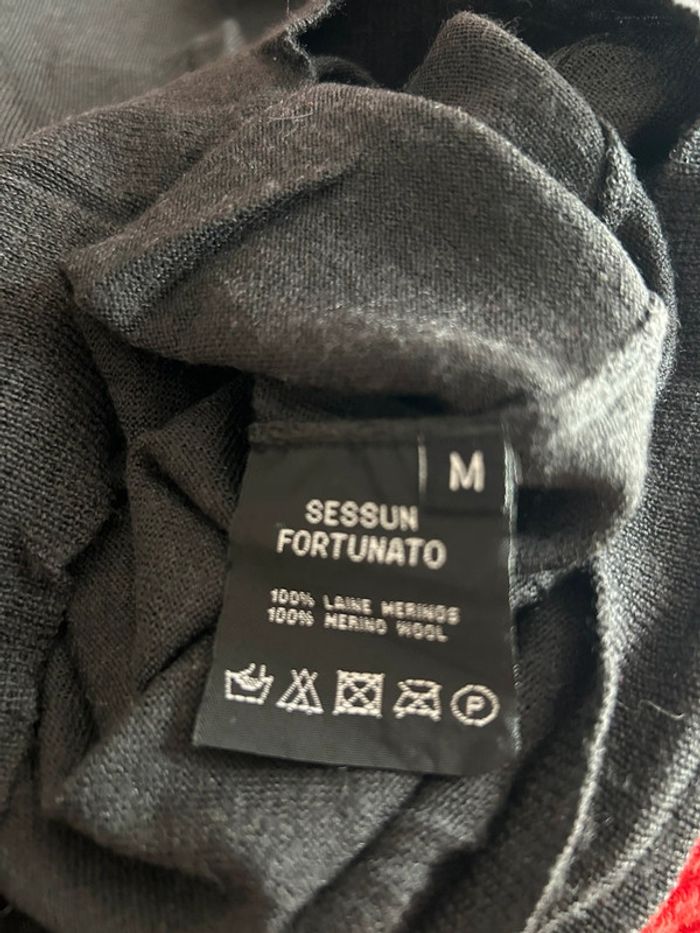 M
SESSUN
FORTUNATO
100% LAINE MERINOS
100% MERINO WOOL
P